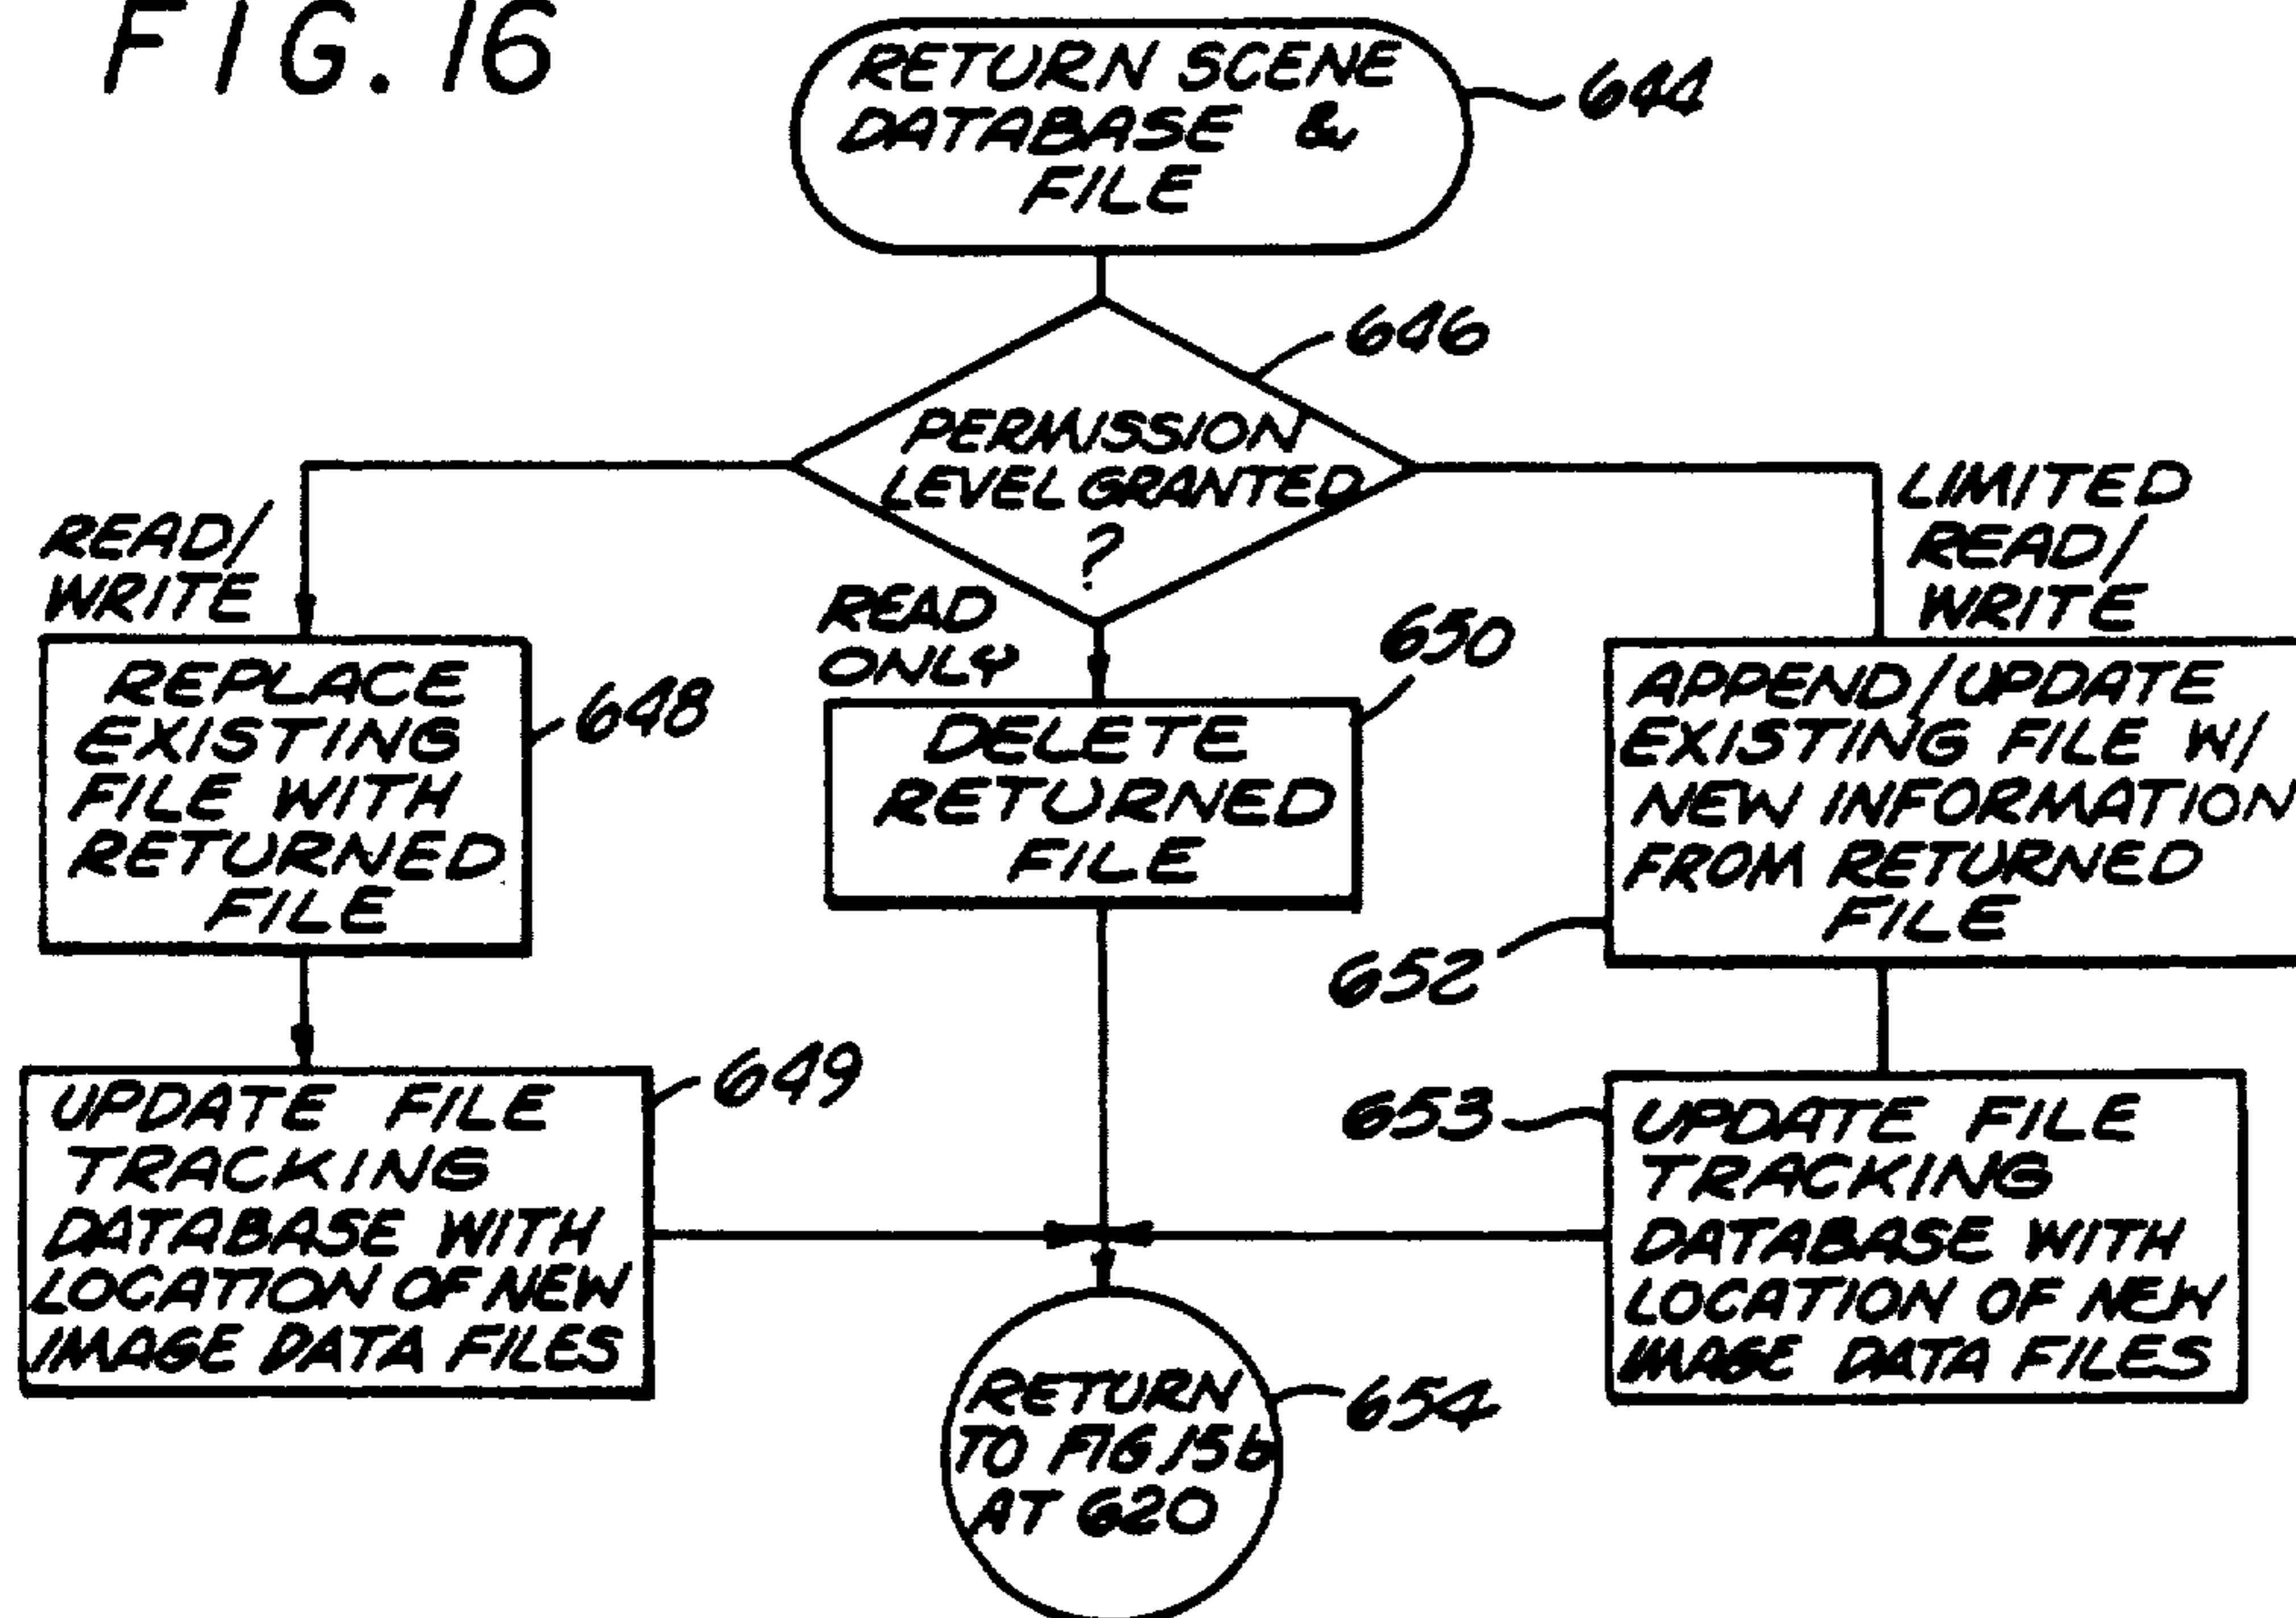 FIG. 16
RETURN SCENE
DATABASE &
FILE
644
646
PERMISSION
LEVEL GRANTED
?
READ/
WRITE
READ
ONLY
LIMITED
READ/
WRITE
REPLACE
EXISTING
FILE WITH
RETURNED
FILE
648
DELETE
RETURNED
FILE
650
APPEND/UPDATE
EXISTING FILE W/
NEW INFORMATION
FROM RETURNED
FILE
652
UPDATE FILE
TRACKING
DATABASE WITH
LOCATION OF NEW
IMAGE DATA FILES
649
653
UPDATE FILE
TRACKING
DATABASE WITH
LOCATION OF NEW
IMAGE DATA FILES
RETURN
TO FIG 15b
AT 620
654